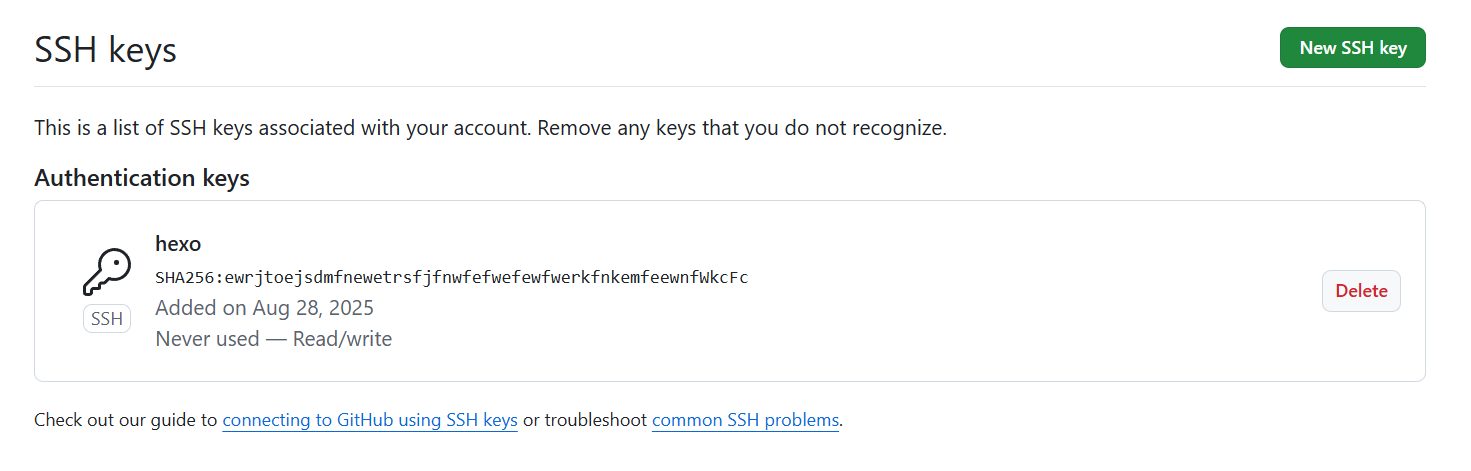 SSH keys
New SSH key
This is a list of SSH keys associated with your account. Remove any keys that you do not recognize.
Authentication keys
hexo
SHA256:ewrjtoejsdmfnewetrsfjfnwfefwefewfwerkfnkemfeewnfWkcFc
Added on Aug 28, 2025
Never used — Read/write
SSH
Delete
Check out our guide to connecting to GitHub using SSH keys or troubleshoot common SSH problems.